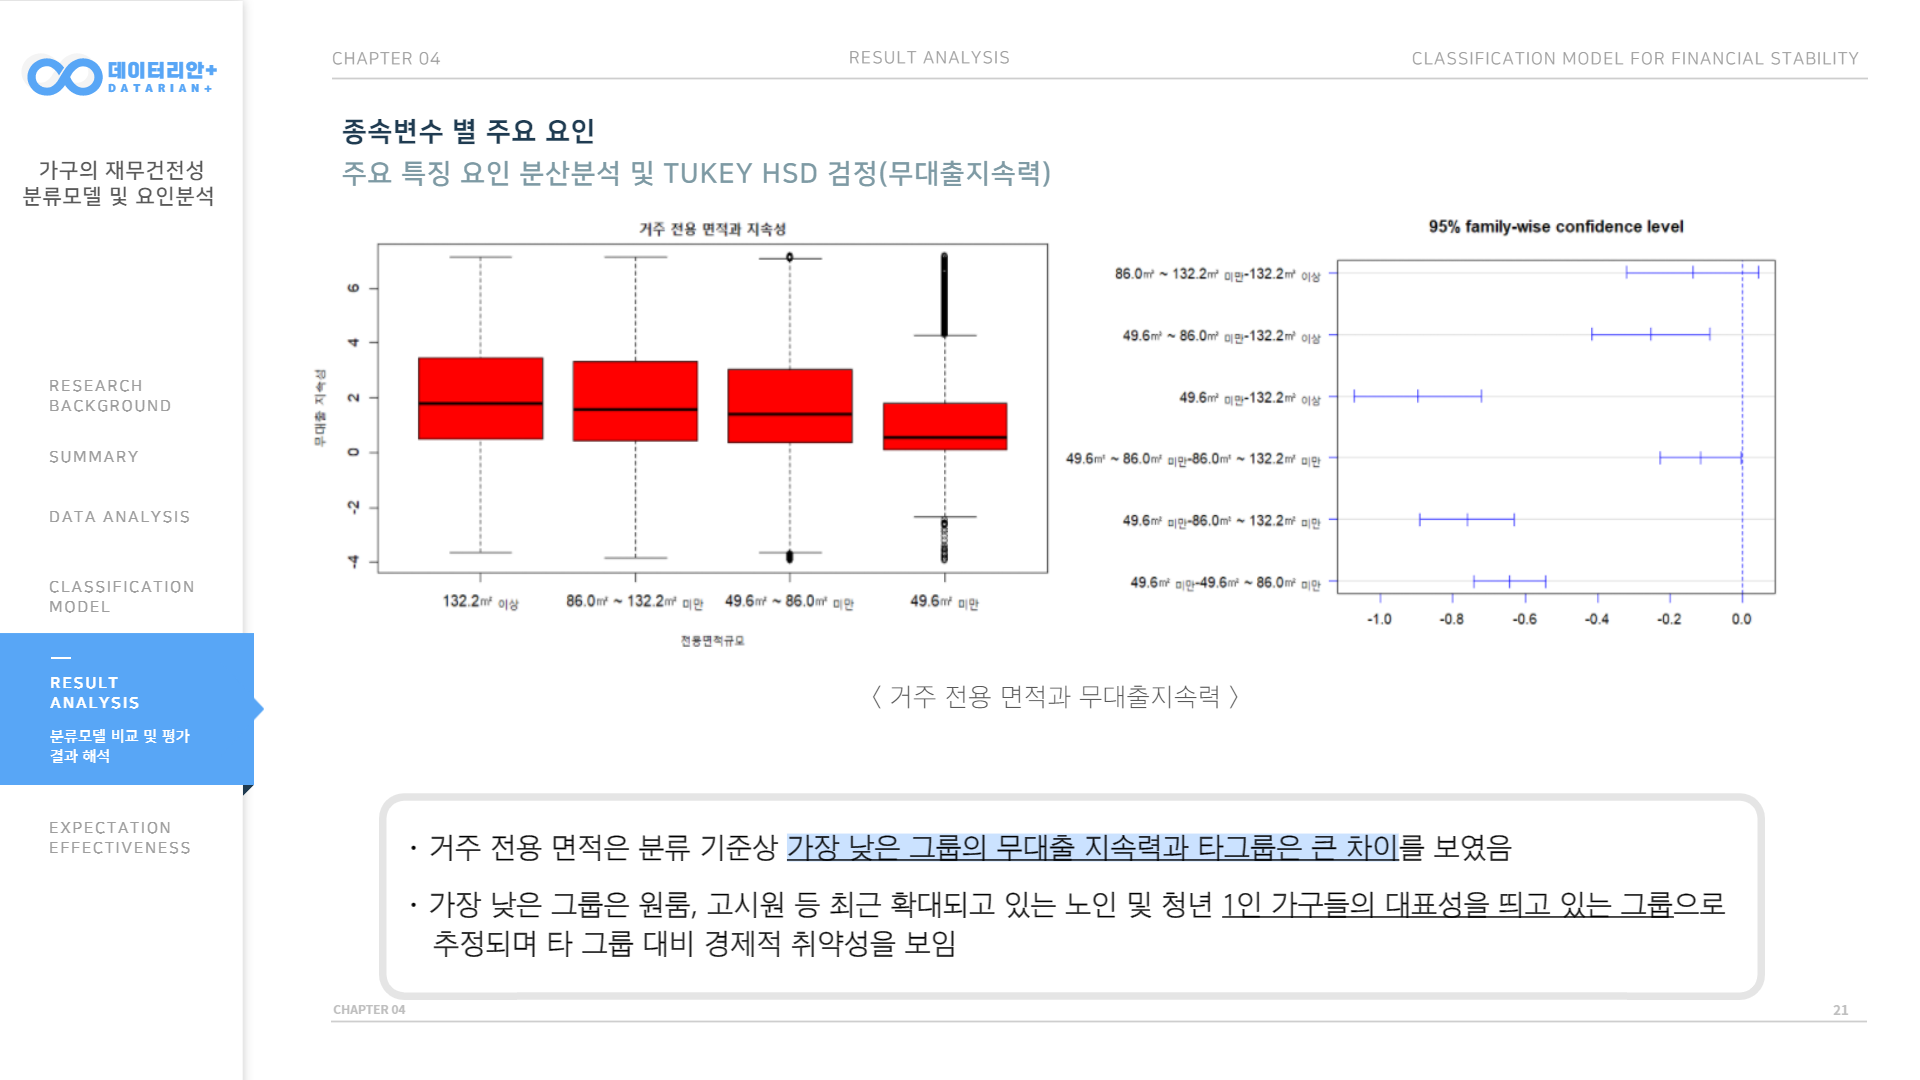 데이터리안+
DATARIAN+
가구의 재무건전성
분류모델 및 요인분석
RESEARCH
BACKGROUND
SUMMARY
DATA ANALYSIS
CLASSIFICATION
MODEL
RESULT
ANALYSIS
분류모델 비교 및 평가
결과 해석
EXPECTATION
EFFECTIVENESS
CHAPTER 04
RESULT ANALYSIS
CLASSIFICATION MODEL FOR FINANCIAL STABILITY
종속변수 별 주요 요인
주요 특징 요인 분산분석 및 TUKEY HSD 검정(무대출지속력)
거주 전용 면적과 지속성
무대출 지속성
6
4
2
0
-2
-4
132.2㎡ 이상
86.0㎡ ~ 132.2㎡ 미만
49.6㎡ ~ 86.0㎡ 미만
49.6㎡ 미만
전용면적규모
95% family-wise confidence level
86.0㎡ ~ 132.2㎡ 미만-132.2㎡ 이상
49.6㎡ ~ 86.0㎡ 미만-132.2㎡ 이상
49.6㎡ 미만-132.2㎡ 이상
49.6㎡ ~ 86.0㎡ 미만-86.0㎡ ~ 132.2㎡ 미만
49.6㎡ 미만-86.0㎡ ~ 132.2㎡ 미만
49.6㎡ 미만-49.6㎡ ~ 86.0㎡ 미만
-1.0 -0.8 -0.6 -0.4 -0.2 0.0
〈 거주 전용 면적과 무대출지속력 〉
· 거주 전용 면적은 분류 기준상 가장 낮은 그룹의 무대출 지속력과 타그룹은 큰 차이를 보였음
· 가장 낮은 그룹은 원룸, 고시원 등 최근 확대되고 있는 노인 및 청년 1인 가구들의 대표성을 띄고 있는 그룹으로
추정되며 타 그룹 대비 경제적 취약성을 보임
CHAPTER 04
21